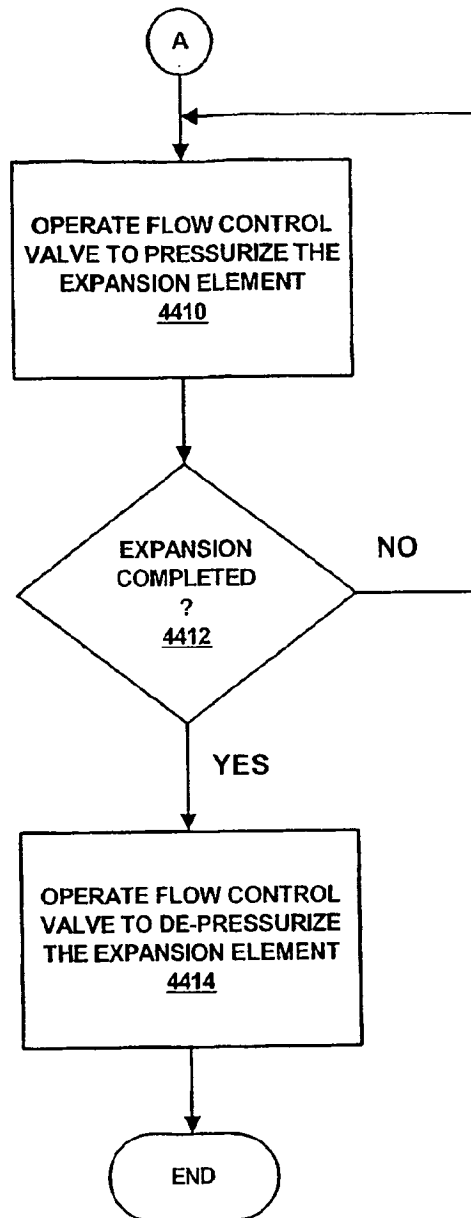 A
OPERATE FLOW CONTROL
VALVE TO PRESSURIZE THE
EXPANSION ELEMENT
4410
EXPANSION
COMPLETED
?
4412
NO
YES
OPERATE FLOW CONTROL
VALVE TO DE-PRESSURIZE
THE EXPANSION ELEMENT
4414
END